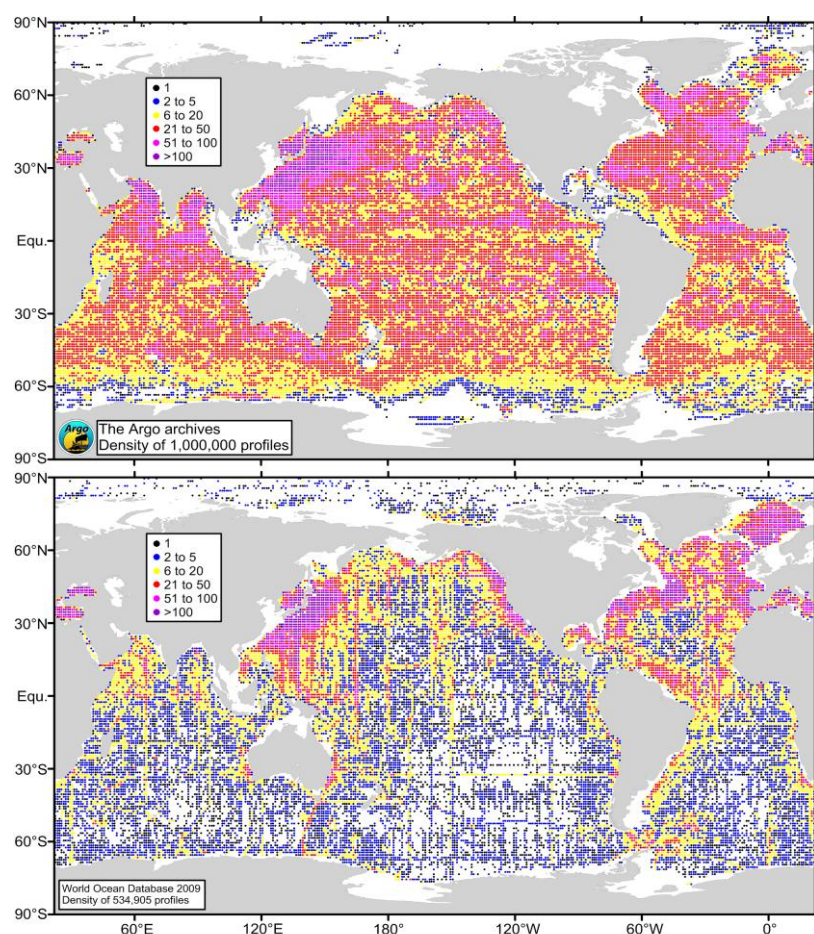 90°N
60°N
30°N
Equ.
30°S
60°S
90°S
1
2 to 5
6 to 20
21 to 50
51 to 100
>100
Argo
The Argo archives
Density of 1,000,000 profiles
90°N
60°N
30°N
Equ.
30°S
60°S
90°S
1
2 to 5
6 to 20
21 to 50
51 to 100
>100
World Ocean Database 2009
Density of 534,905 profiles
60°E 120°E 180° 120°W 60°W 0°